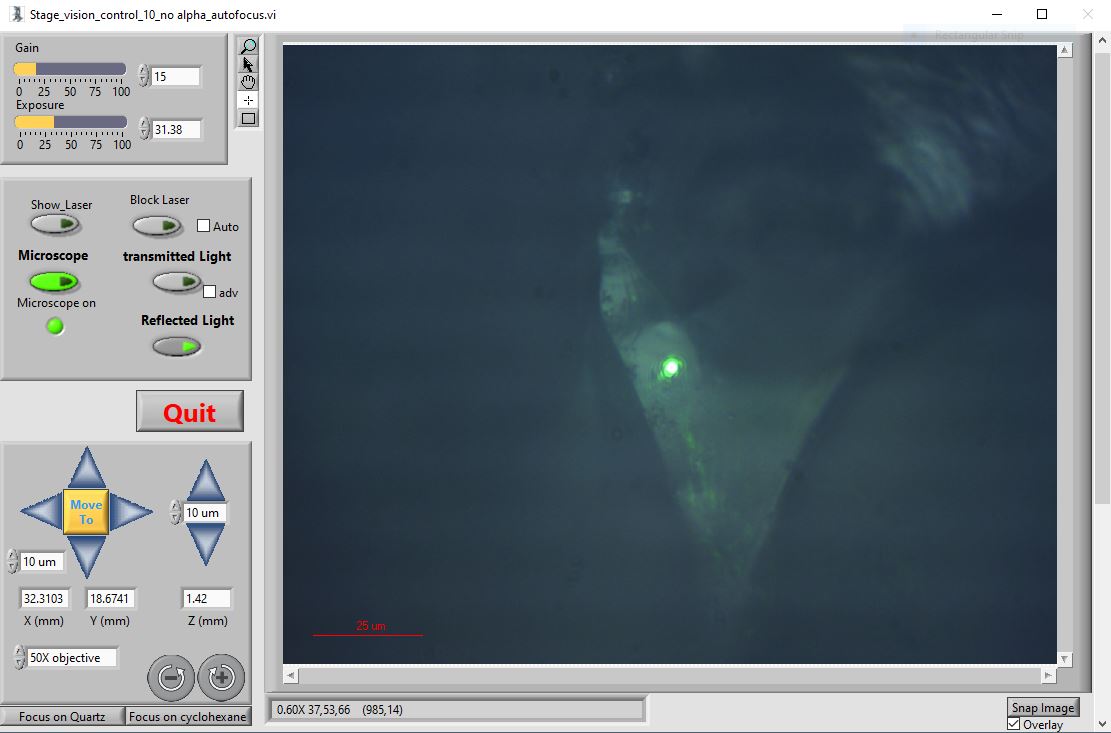 Stage_vision_control_10_no alpha_autofocus.vi
Rectangular Snip
Gain
0 25 50 75 100
15
Exposure
0 25 50 75 100
31.38
Show_Laser
Block Laser
Auto
Microscope
transmitted Light
adv
Microscope on
Reflected Light
Quit
Move
To
10 um
10 um
32.3103
18.6741
1.42
X (mm)
Y (mm)
Z (mm)
50X objective
Focus on Quartz
Focus on cyclohexane
25 um
0.60X 37,53,66 (985,14)
Snap Image
Overlay